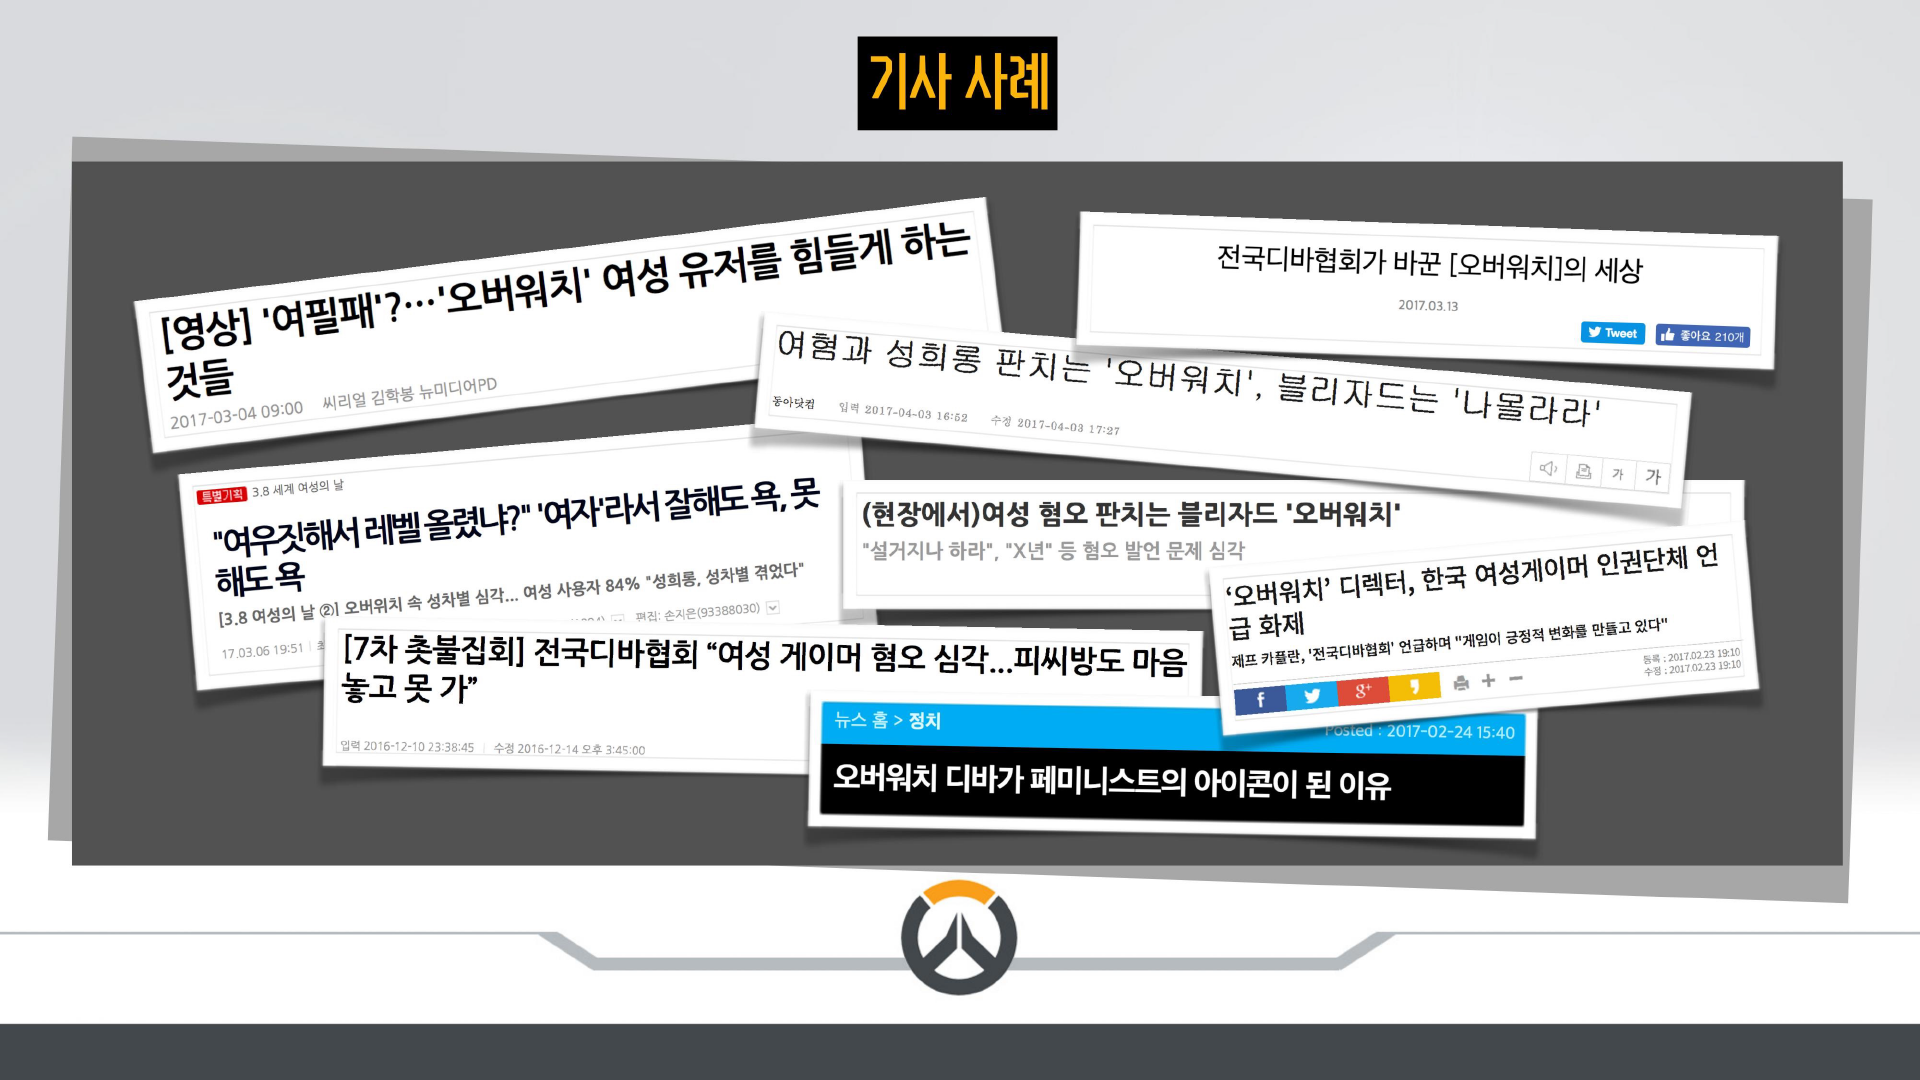 기사 사례
[영상] '여필패'?…'오버워치' 여성 유저를 힘들게 하는
것들
2017-03-04 09:00 씨리얼 김학봉 뉴미디어PD
전국디바협회가 바꾼 [오버워치]의 세상
2017.03.13
Tweet
좋아요 210개
여혐과 성희롱 판치는 '오버워치', 블리자드는 '나몰라라'
동아닷컴 입력 2017-04-03 16:52 수정 2017-04-03 17:27
가 가
특별기획 3.8 세계 여성의 날
"여우짓해서 레벨 올렸냐?" '여자'라서 잘해도 욕, 못
해도 욕
[3.8 여성의 날 ②] 오버워치 속 성차별 심각... 여성 사용자 84% "성희롱, 성차별 겪었다"
편집: 손지은(93388030)
17.03.06 19:51
(현장에서)여성 혐오 판치는 블리자드 '오버워치'
"설거지나 하라", "X년" 등 혐오 발언 문제 심각
‘오버워치’ 디렉터, 한국 여성게이머 인권단체 언
급 화제
제프 카플란, '전국디바협회' 언급하며 "게임이 긍정적 변화를 만들고 있다"
등록 : 2017.02.23 19:10
수정 : 2017.02.23 19:10
f g+
[7차 촛불집회] 전국디바협회 “여성 게이머 혐오 심각...피씨방도 마음
놓고 못 가”
입력 2016-12-10 23:38:45 수정 2016-12-14 오후 3:45:00
뉴스 홈 > 정치
Posted : 2017-02-24 15:40
오버워치 디바가 페미니스트의 아이콘이 된 이유